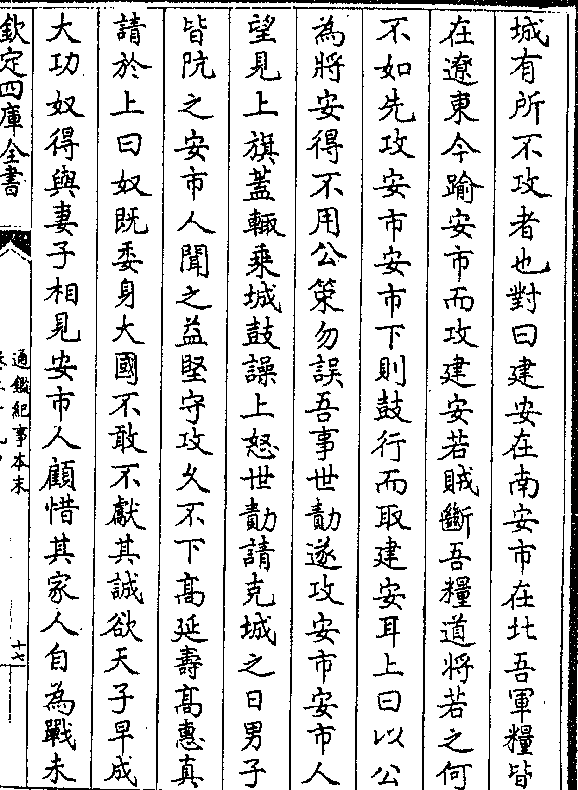 城有所不攻者也對曰建安在南安市在北吾軍糧皆
在遼東今踰安市而攻建安若賊斷吾糧道將若之何
不如先攻安市安市下則鼓行而取建安耳上曰以公
為將安得不用公策勿誤吾事世勣遂攻安市安市人
望見上旗蓋輒乘城鼓譟上怒世勣請克城之日男子
皆阬之安市人聞之益堅守攻乆不下髙延壽髙惠真
請於上曰奴既委身大國不敢不獻其誠欲天子早成
大功奴得與妻子相見安市人顧惜其家人自為戰未
欽定四庫全書
通鑑紀事本末
十七